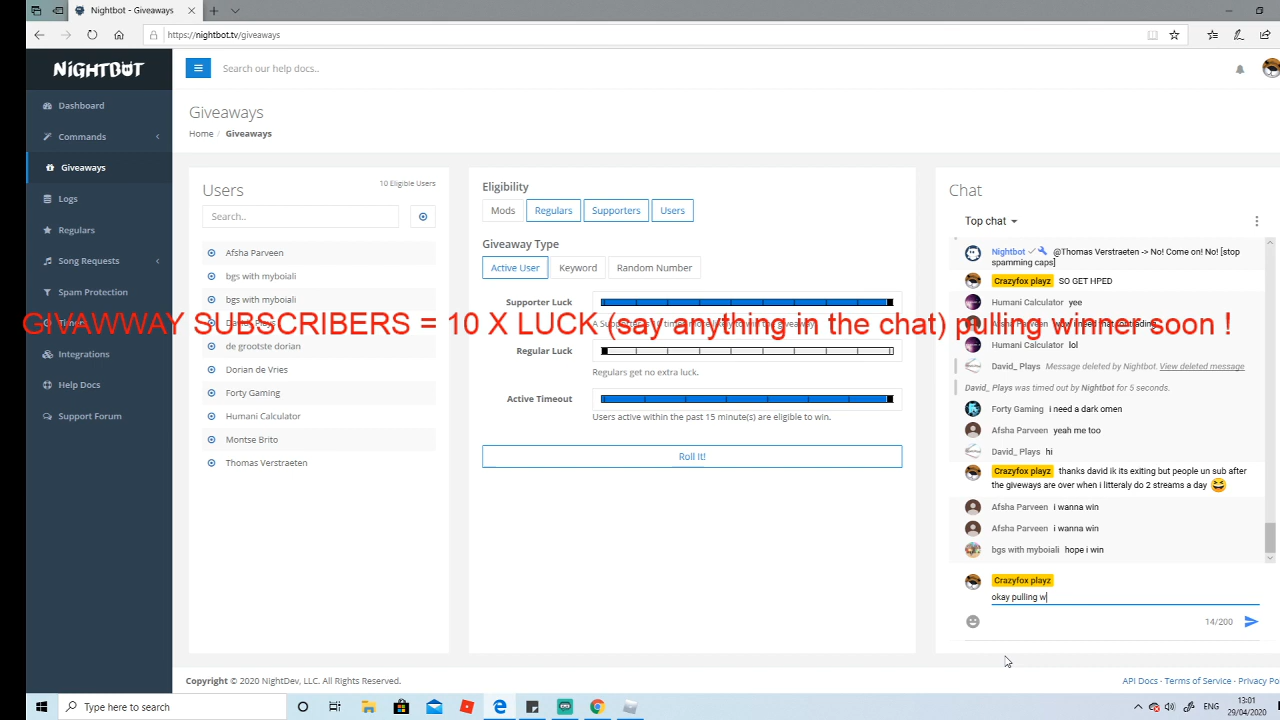 Nightbot - Giveaways
https://nightbot.tv/giveaways
NIGHTBOT
Search our help docs..
Dashboard
Commands
Giveaways
Logs
Regulars
Song Requests
Spam Protection
Timers
Integrations
Help Docs
Support Forum
Giveaways
Home / Giveaways
Users
10 Eligible Users
Search..
Afsha Parveen
bgs with myboiali
bgs with myboiali
David_ Plays
de grootste dorian
Dorian de Vries
Forty Gaming
Humani Calculator
Montse Brito
Thomas Verstraeten
Eligibility
Mods Regulars Supporters Users
Giveaway Type
Active User Keyword Random Number
Supporter Luck
Regular Luck
Regulars get no extra luck.
Active Timeout
Users active within the past 15 minute(s) are eligible to win.
Roll It!
GIVAWWAY SUBSCRIBERS = 10 X LUCK (say anything in the chat) pulling winner soon !
Chat
Top chat
Nightbot @Thomas Verstraeten -> No! Come on! No! [stop
spamming caps]
Crazyfox playz SO GET HPED
Humani Calculator yee
Humani Calculator lol
David_ Plays Message deleted by Nightbot. View deleted message
David_ Plays was timed out by Nightbot for 5 seconds.
Forty Gaming i need a dark omen
Afsha Parveen yeah me too
David_ Plays hi
Crazyfox playz thanks david ik its exiting but people un sub after
the giveways are over when i litteraly do 2 streams a day
Afsha Parveen i wanna win
Afsha Parveen i wanna win
bgs with myboiali hope i win
Crazyfox playz
okay pulling w
14/200
Copyright © 2020 NightDev, LLC. All Rights Reserved.
API Docs - Terms of Service - Privacy Po
Type here to search
ENG
13:01
29/04/2020